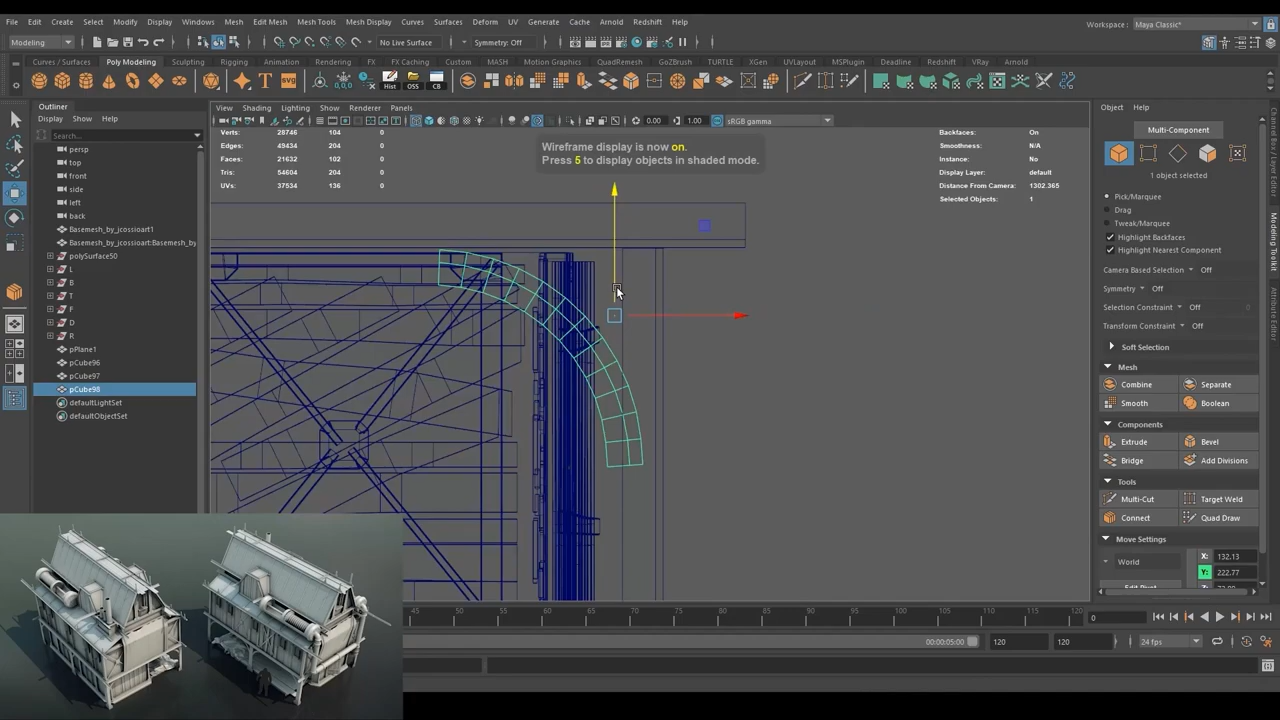 File Edit Create Select Modify Display Windows Mesh Edit Mesh Mesh Tools Mesh Display Curves Surfaces Deform UV Generate Cache Arnold Redshift Help
Workspace : Maya Classic*
Modeling No Live Surface Symmetry: Off
Curves / Surfaces Poly Modeling Sculpting Rigging Animation Rendering FX FX Caching Custom MASH Motion Graphics QuadRemesh GoZBrush TURTLE XGen UVLayout MSPlugin Deadline Redshift VRay Arnold
Hist OSS CB
Outliner
Display Show Help
Search...
persp
top
front
side
left
back
Basemesh_by_jcossioart1
Basemesh_by_jcossioart:Basemesh_by
polySurface50
L
B
T
F
D
R
pPlane1
pCube96
pCube97
pCube98
defaultLightSet
defaultObjectSet
View Shading Lighting Show Renderer Panels
0.00 1.00 sRGB gamma
Verts: 28746 104 0
Edges: 49434 204 0
Faces: 21632 102 0
Tris: 54604 204 0
UVs: 37534 136 0
Wireframe display is now on.
Press 5 to display objects in shaded mode.
Backfaces: On
Smoothness: N/A
Instance: No
Display Layer: default
Distance From Camera: 1302.365
Selected Objects: 1
Object Help
Multi-Component
1 object selected
Pick/Marquee
Drag
Tweak/Marquee
Highlight Backfaces
Highlight Nearest Component
Camera Based Selection Off
Symmetry: Off
Selection Constraint Off
Transform Constraint Off
Soft Selection
Mesh
Combine Separate
Smooth Boolean
Components
Extrude Bevel
Bridge Add Divisions
Tools
Multi-Cut Target Weld
Connect Quad Draw
Move Settings
World X: 132.13
Y: 222.77
Edit Pivot
Modeling Toolkit
45 50 55 60 65 70 75 80 85 90 95 100 105 110 115 120
0
00:00:05:00 120 120 24 fps